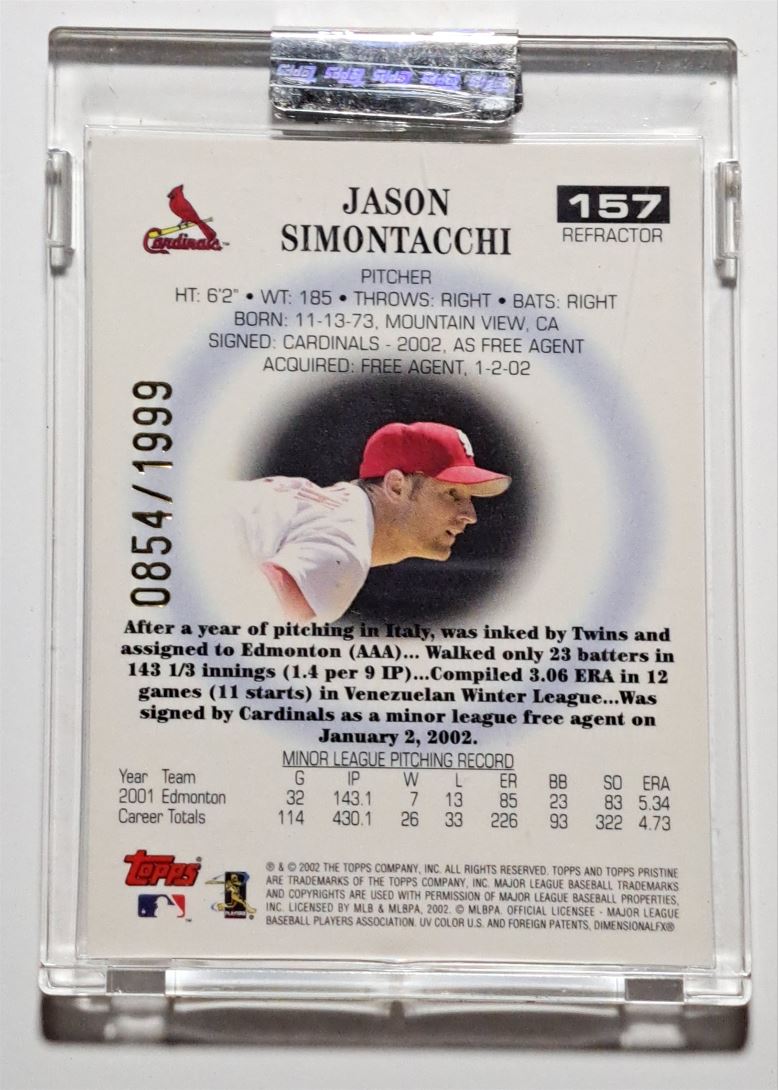 JASON
SIMONTACCHI
157
REFRACTOR
Cardinals
PITCHER
HT: 6'2" • WT: 185 • THROWS: RIGHT • BATS: RIGHT
BORN: 11-13-73, MOUNTAIN VIEW, CA
SIGNED: CARDINALS - 2002, AS FREE AGENT
ACQUIRED: FREE AGENT, 1-2-02
0854/1999
After a year of pitching in Italy, was inked by Twins and
assigned to Edmonton (AAA)... Walked only 23 batters in
143 1/3 innings (1.4 per 9 IP)...Compiled 3.06 ERA in 12
games (11 starts) in Venezuelan Winter League...Was
signed by Cardinals as a minor league free agent on
January 2, 2002.
MINOR LEAGUE PITCHING RECORD
Year Team G IP W L ER BB SO ERA
2001 Edmonton 32 143.1 7 13 85 23 83 5.34
Career Totals 114 430.1 26 33 226 93 322 4.73
Topps
® & © 2002 THE TOPPS COMPANY, INC. ALL RIGHTS RESERVED. TOPPS AND TOPPS PRISTINE
ARE TRADEMARKS OF THE TOPPS COMPANY, INC. MAJOR LEAGUE BASEBALL TRADEMARKS
AND COPYRIGHTS ARE USED WITH PERMISSION OF MAJOR LEAGUE BASEBALL PROPERTIES,
INC. LICENSED BY MLB & MLBPA, 2002. © MLBPA. OFFICIAL LICENSEE - MAJOR LEAGUE
BASEBALL PLAYERS ASSOCIATION. UV COLOR U.S. AND FOREIGN PATENTS, DIMENSIONALFX®